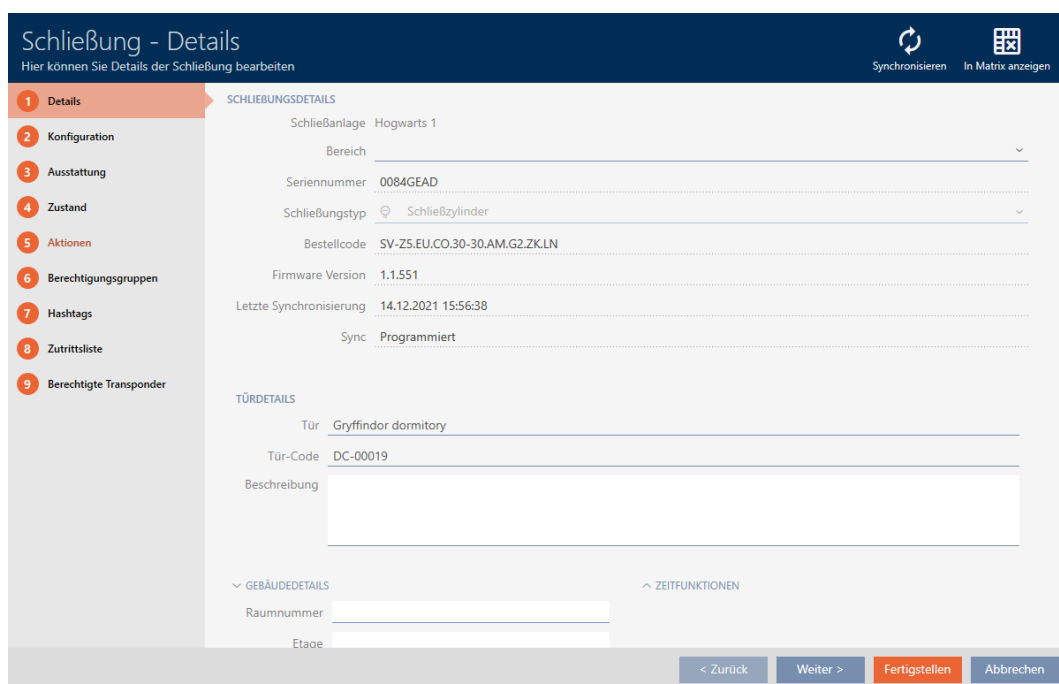 Schließung - Details
Hier können Sie Details der Schließung bearbeiten
Synchronisieren
In Matrix anzeigen
1 Details
2 Konfiguration
3 Ausstattung
4 Zustand
5 Aktionen
6 Berechtigungsgruppen
7 Hashtags
8 Zutrittsliste
9 Berechtigte Transponder
SCHLIEßUNGSDETAILS
Schließanlage Hogwarts 1
Bereich
Seriennummer 0084GEAD
Schließungstyp Schließzylinder
Bestellcode SV-Z5.EU.CO.30-30.AM.G2.ZK.LN
Firmware Version 1.1.551
Letzte Synchronisierung 14.12.2021 15:56:38
Sync Programmiert
TÜRDETAILS
Tür Gryffindor dormitory
Tür-Code DC-00019
Beschreibung
GEBÄUDEDETAILS
Raumnummer
Etage
ZEITFUNKTIONEN
< Zurück
Weiter >
Fertigstellen
Abbrechen